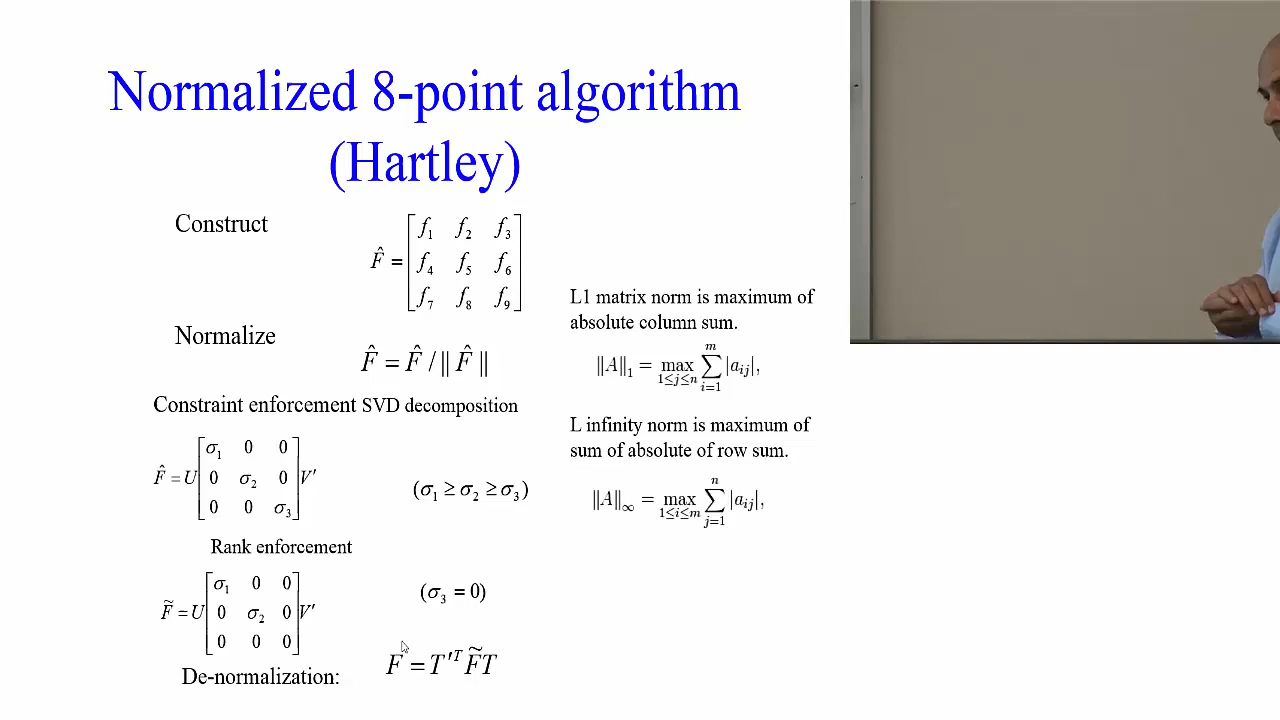 Normalized 8-point algorithm
(Hartley)
Construct
F̂ = [ f₁ f₂ f₃
f₄ f₅ f₆
f₇ f₈ f₉ ]
Normalize
F̂ = F̂ / || F̂ ||
Constraint enforcement SVD decomposition
F̂ = U [ σ₁ 0 0
0 σ₂ 0
0 0 σ₃ ] V′
(σ₁ ≥ σ₂ ≥ σ₃)
Rank enforcement
F̃ = U [ σ₁ 0 0
0 σ₂ 0
0 0 0 ] V′
(σ₃ = 0)
De-normalization:
F = T′ᵀ F̃ T
L1 matrix norm is maximum of
absolute column sum.
‖A‖₁ = max 1≤j≤n ∑ i=1 m |aᵢⱼ|,
L infinity norm is maximum of
sum of absolute of row sum.
‖A‖∞ = max 1≤i≤m ∑ j=1 n |aᵢⱼ|,